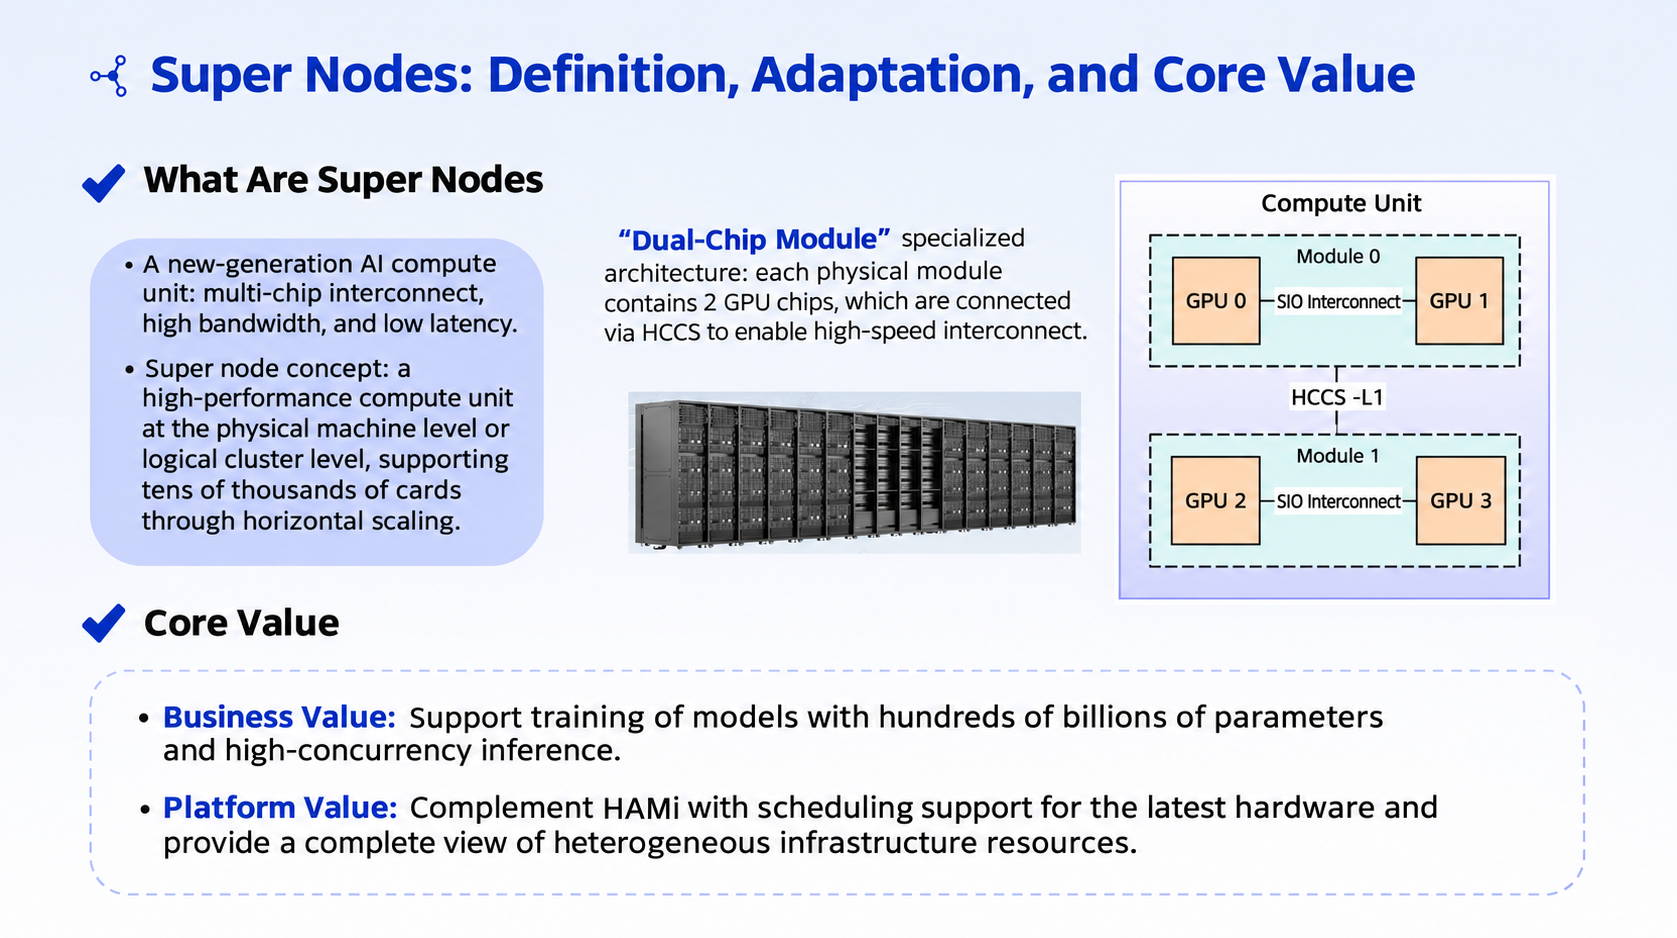 Super Nodes: Definition, Adaptation, and Core Value
What Are Super Nodes
• A new-generation AI compute
unit: multi-chip interconnect,
high bandwidth, and low latency.
• Super node concept: a
high-performance compute unit
at the physical machine level or
logical cluster level, supporting
tens of thousands of cards
through horizontal scaling.
“Dual-Chip Module” specialized
architecture: each physical module
contains 2 GPU chips, which are connected
via HCCS to enable high-speed interconnect.
Compute Unit
Module 0
GPU 0 SIO Interconnect GPU 1
HCCS -L1
Module 1
GPU 2 SIO Interconnect GPU 3
Core Value
• Business Value: Support training of models with hundreds of billions of parameters
and high-concurrency inference.
• Platform Value: Complement HAMi with scheduling support for the latest hardware and
provide a complete view of heterogeneous infrastructure resources.